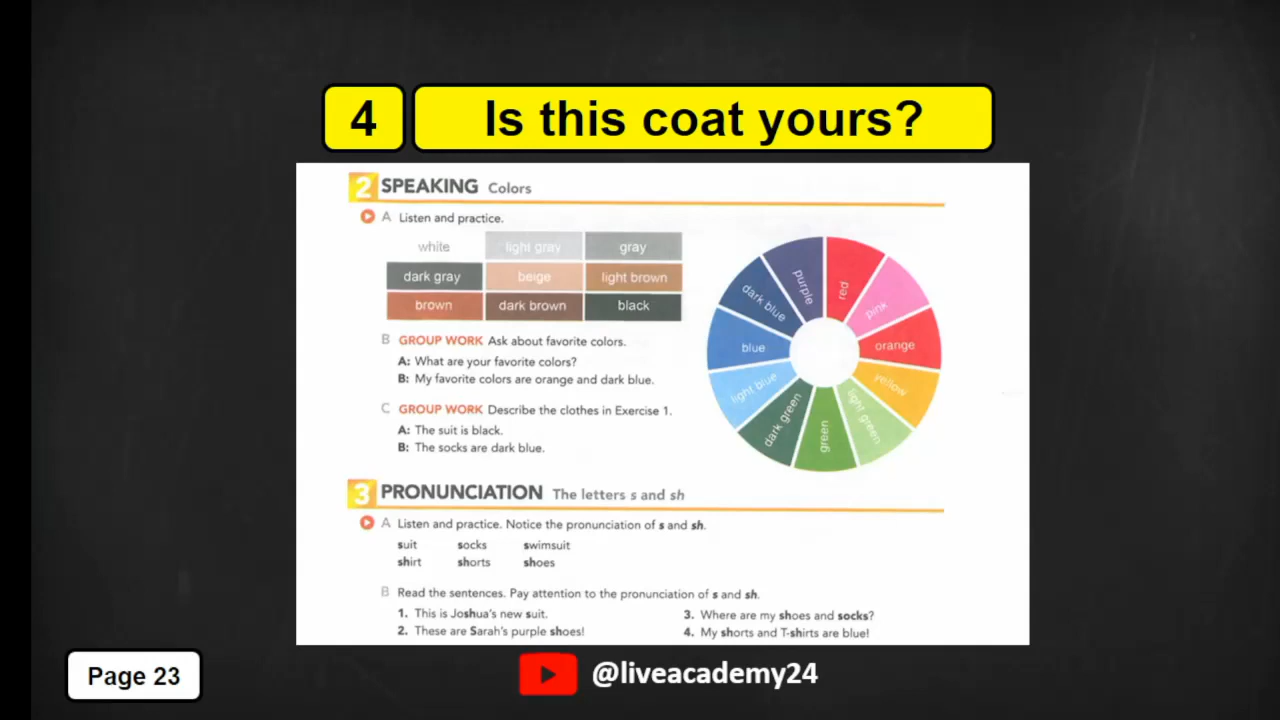 4 Is this coat yours?
2 SPEAKING Colors
A Listen and practice.
white light gray gray
dark gray beige light brown
brown dark brown black
B GROUP WORK Ask about favorite colors.
A: What are your favorite colors?
B: My favorite colors are orange and dark blue.
C GROUP WORK Describe the clothes in Exercise 1.
A: The suit is black.
B: The socks are dark blue.
red
pink
orange
yellow
light green
green
dark green
light blue
blue
dark blue
purple
3 PRONUNCIATION The letters s and sh
A Listen and practice. Notice the pronunciation of s and sh.
suit socks swimsuit
shirt shorts shoes
B Read the sentences. Pay attention to the pronunciation of s and sh.
1. This is Joshua's new suit.
2. These are Sarah's purple shoes!
3. Where are my shoes and socks?
4. My shorts and T-shirts are blue!
Page 23
@liveacademy24